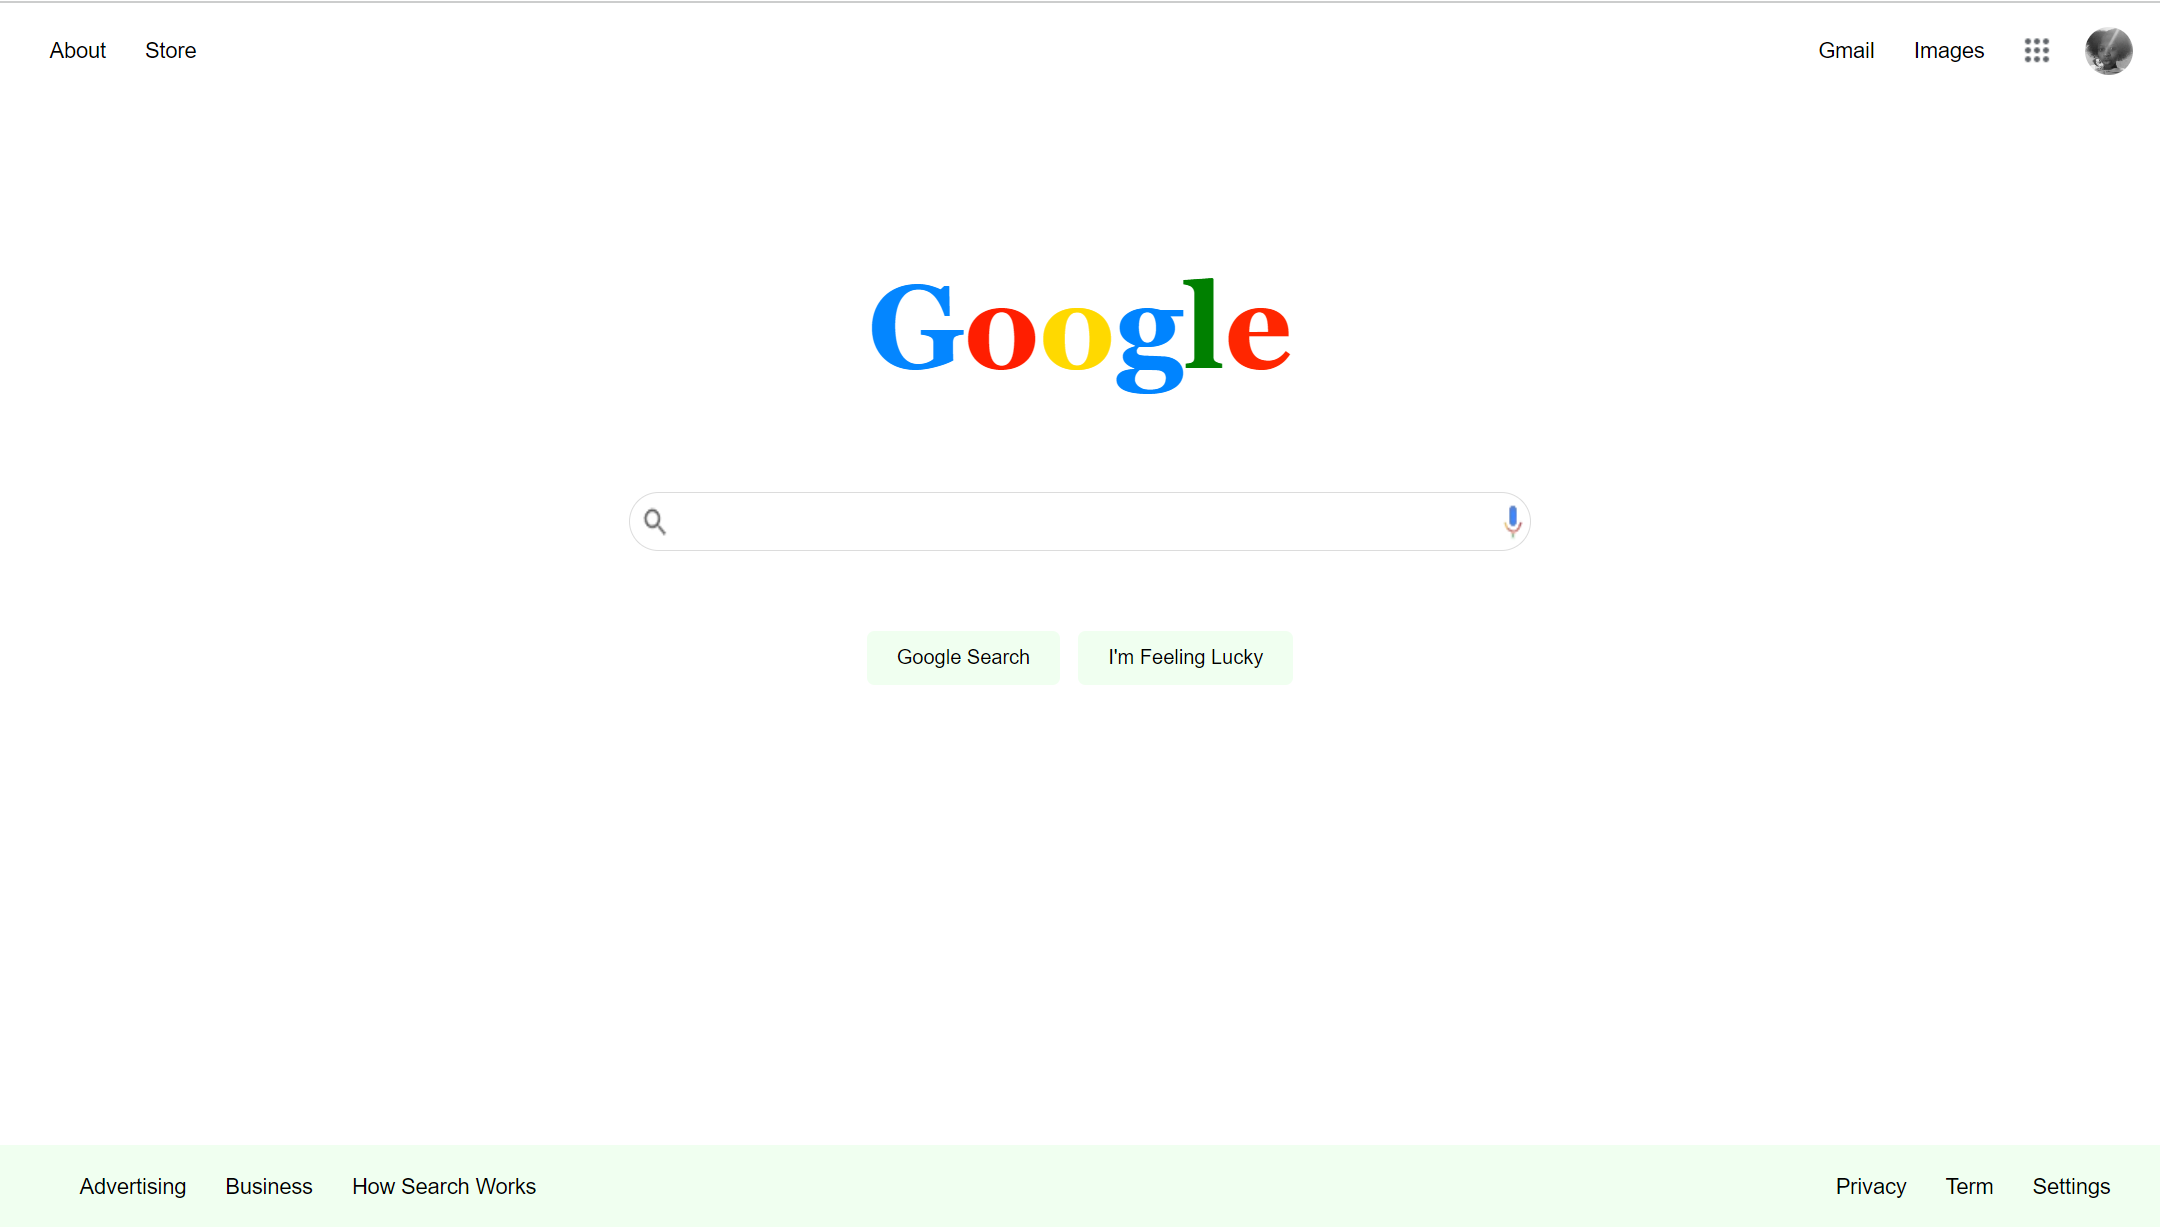 About Store Gmail Images
Google
Google Search I'm Feeling Lucky
Advertising Business How Search Works Privacy Term Settings